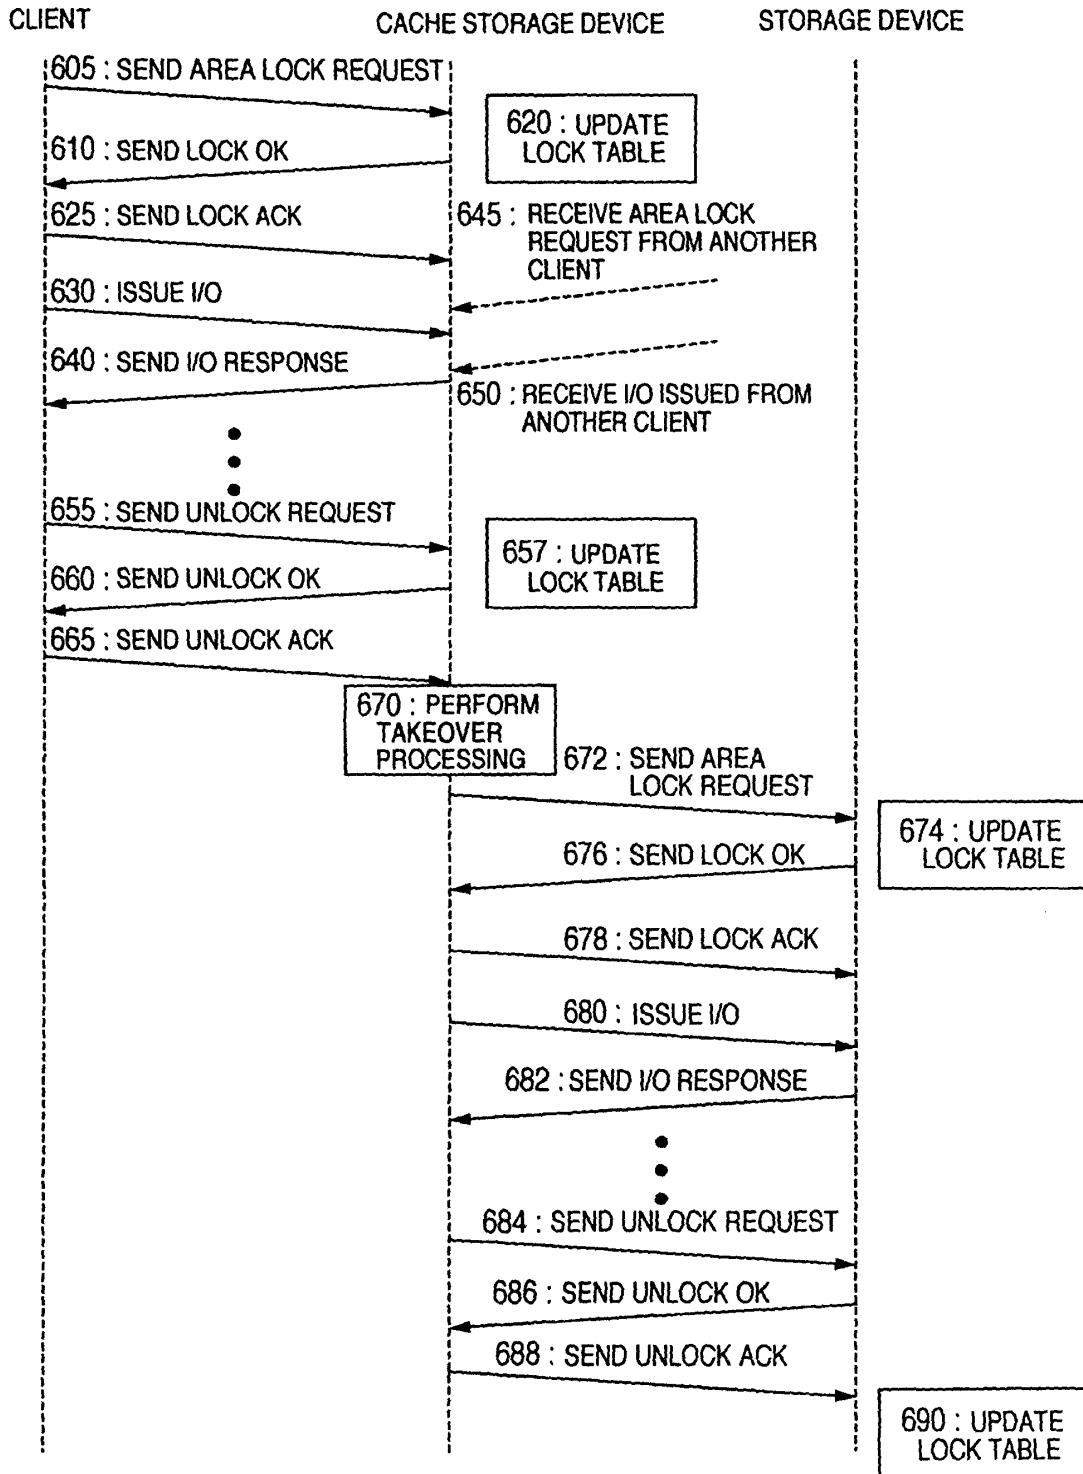 CLIENT
CACHE STORAGE DEVICE
STORAGE DEVICE
605 : SEND AREA LOCK REQUEST
620 : UPDATE
LOCK TABLE
610 : SEND LOCK OK
625 : SEND LOCK ACK
645 : RECEIVE AREA LOCK
REQUEST FROM ANOTHER
CLIENT
630 : ISSUE I/O
640 : SEND I/O RESPONSE
650 : RECEIVE I/O ISSUED FROM
ANOTHER CLIENT
655 : SEND UNLOCK REQUEST
657 : UPDATE
LOCK TABLE
660 : SEND UNLOCK OK
665 : SEND UNLOCK ACK
670 : PERFORM
TAKEOVER
PROCESSING
672 : SEND AREA
LOCK REQUEST
674 : UPDATE
LOCK TABLE
676 : SEND LOCK OK
678 : SEND LOCK ACK
680 : ISSUE I/O
682 : SEND I/O RESPONSE
684 : SEND UNLOCK REQUEST
686 : SEND UNLOCK OK
688 : SEND UNLOCK ACK
690 : UPDATE
LOCK TABLE